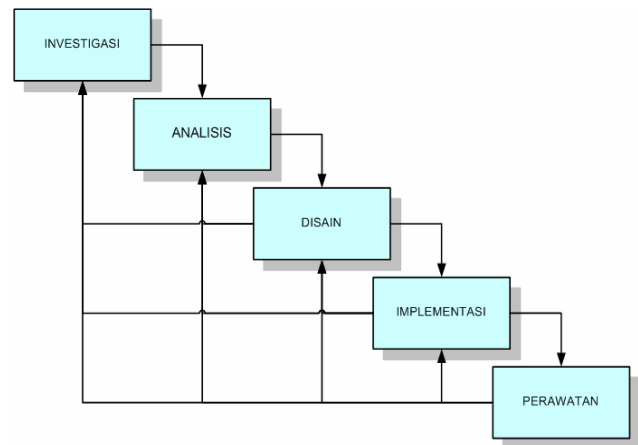 INVESTIGASI
ANALISIS
DISAIN
IMPLEMENTASI
PERAWATAN